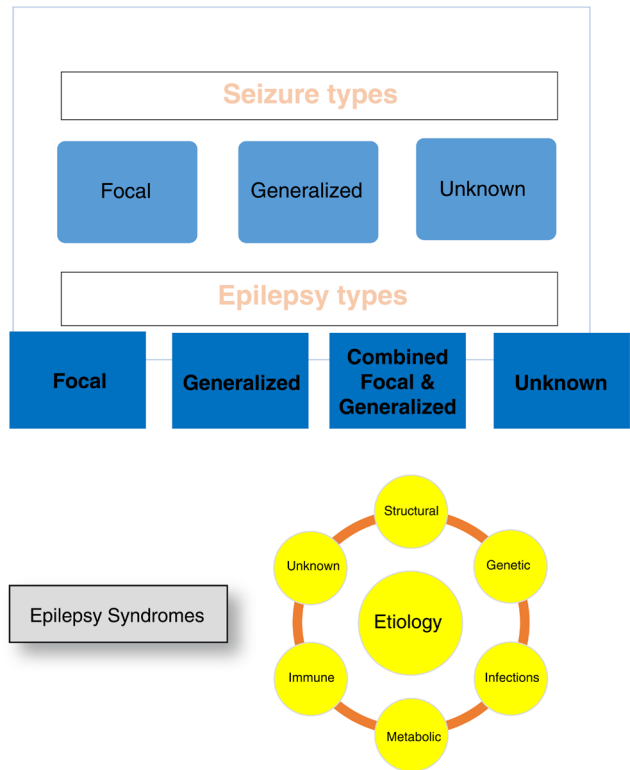 Seizure types
Focal
Generalized
Unknown
Epilepsy types
Focal
Generalized
Combined
Focal &
Generalized
Unknown
Epilepsy Syndromes
Etiology
Structural
Genetic
Infections
Metabolic
Immune
Unknown